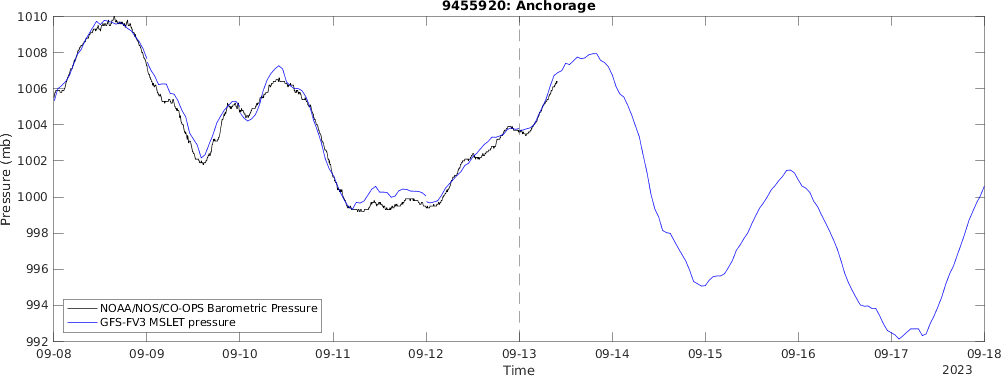 9455920: Anchorage
1010
1008
1006
1004
1002
1000
998
996
994
992
Pressure (mb)
NOAA/NOS/CO-OPS Barometric Pressure
GFS-FV3 MSLET pressure
09-08 09-09 09-10 09-11 09-12 09-13 09-14 09-15 09-16 09-17 09-18
Time
2023